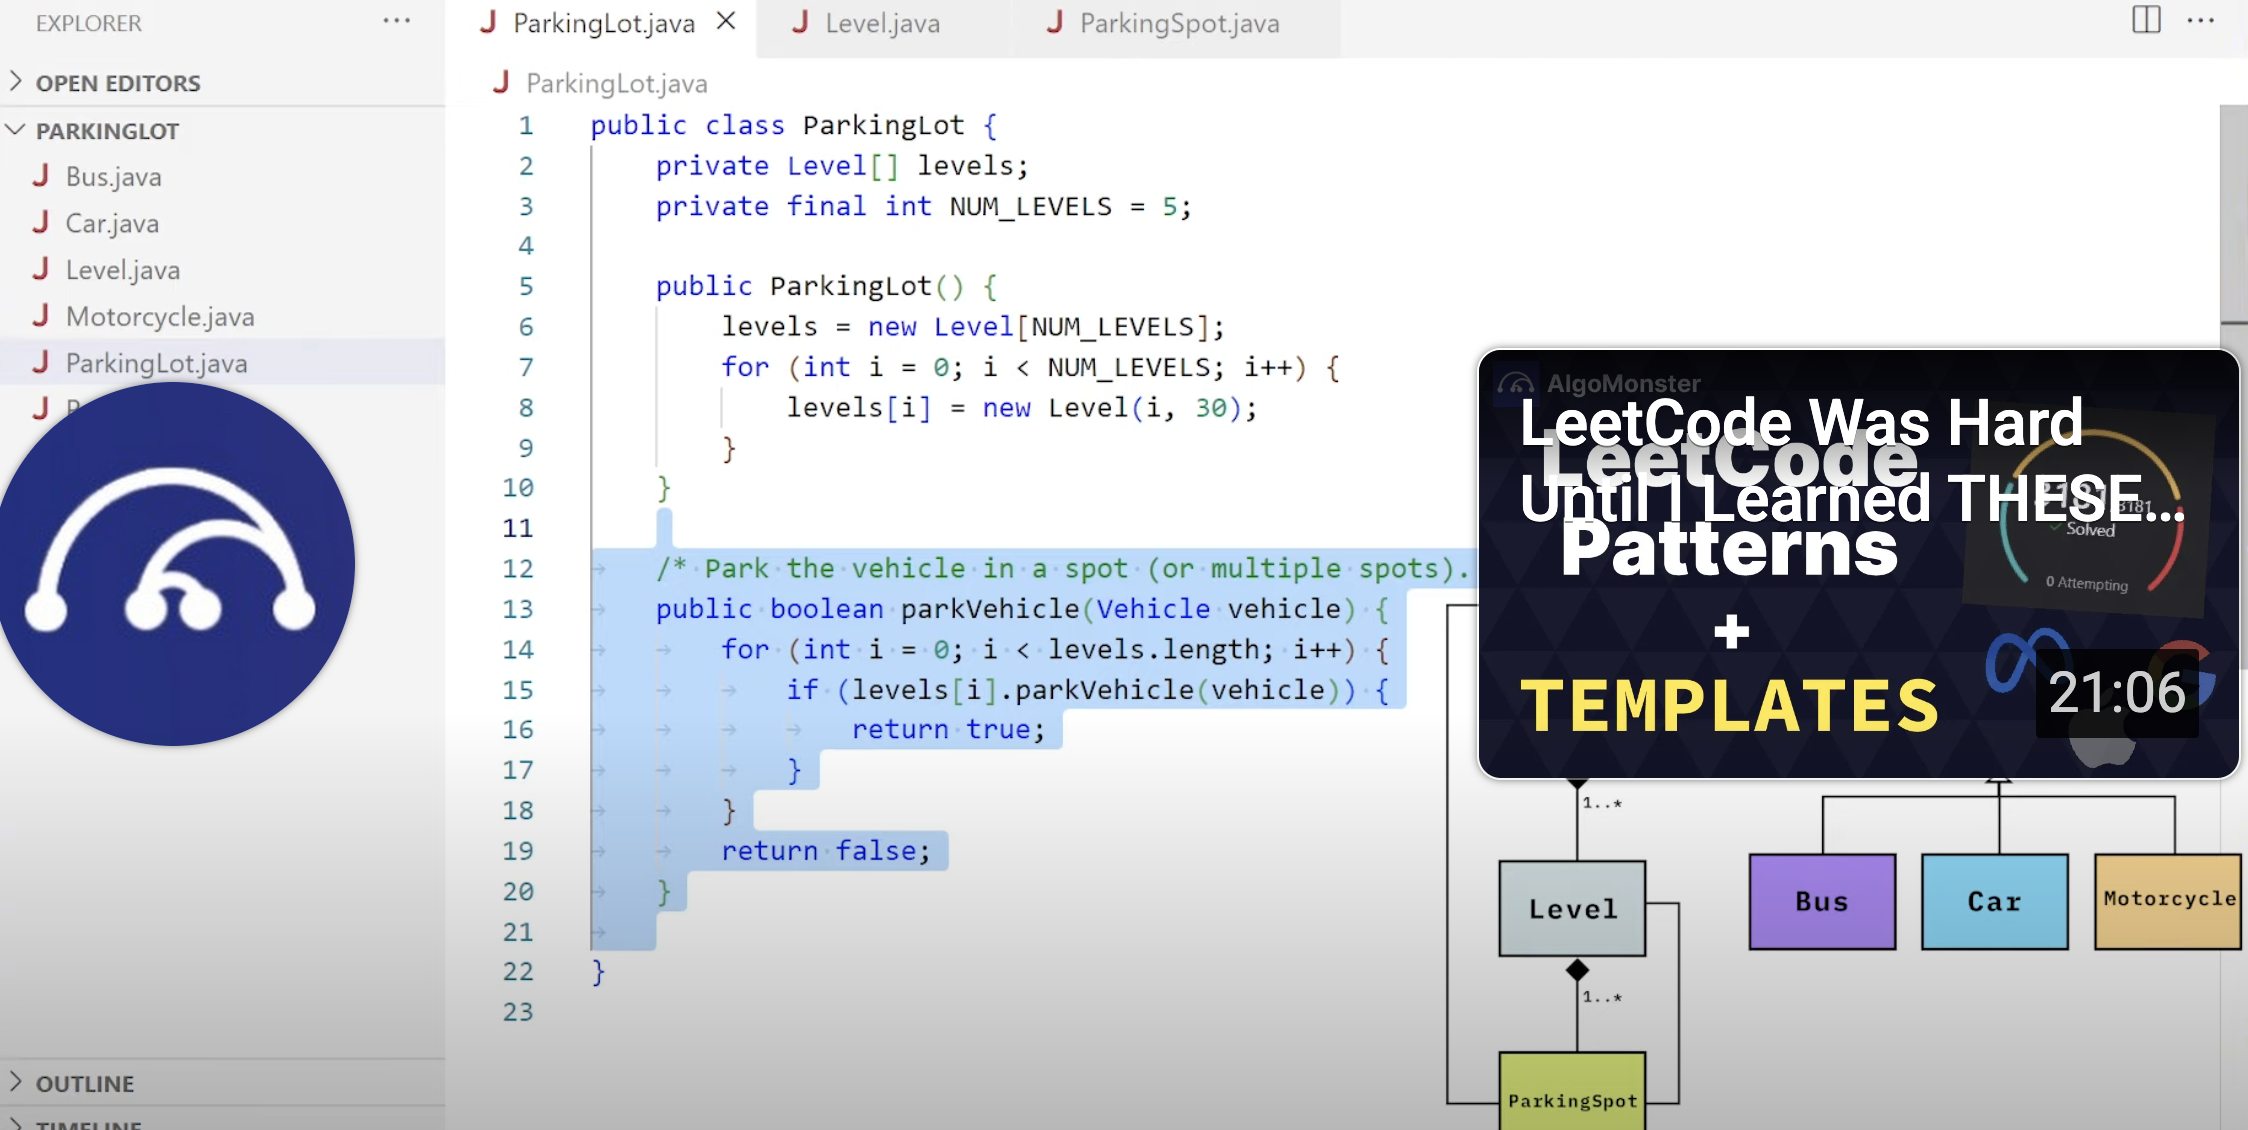 EXPLORER
OPEN EDITORS
PARKINGLOT
Bus.java
Car.java
Level.java
Motorcycle.java
ParkingLot.java
ParkingLot.java
Level.java
ParkingSpot.java
ParkingLot.java
1 public class ParkingLot {
2 private Level[] levels;
3 private final int NUM_LEVELS = 5;
4
5 public ParkingLot() {
6 levels = new Level[NUM_LEVELS];
7 for (int i = 0; i < NUM_LEVELS; i++) {
8 levels[i] = new Level(i, 30);
9 }
10 }
11
12 /* Park the vehicle in a spot (or multiple spots).
13 public boolean parkVehicle(Vehicle vehicle) {
14 for (int i = 0; i < levels.length; i++) {
15 if (levels[i].parkVehicle(vehicle)) {
16 return true;
17 }
18 }
19 return false;
20 }
21
22 }
23
AlgoMonster
LeetCode Was Hard
Until I Learned THESE...
LeetCode
Patterns
+
TEMPLATES
Solved
0 Attempting
21:06
1..*
Level
1..*
ParkingSpot
Bus
Car
Motorcycle
OUTLINE
TIMELINE